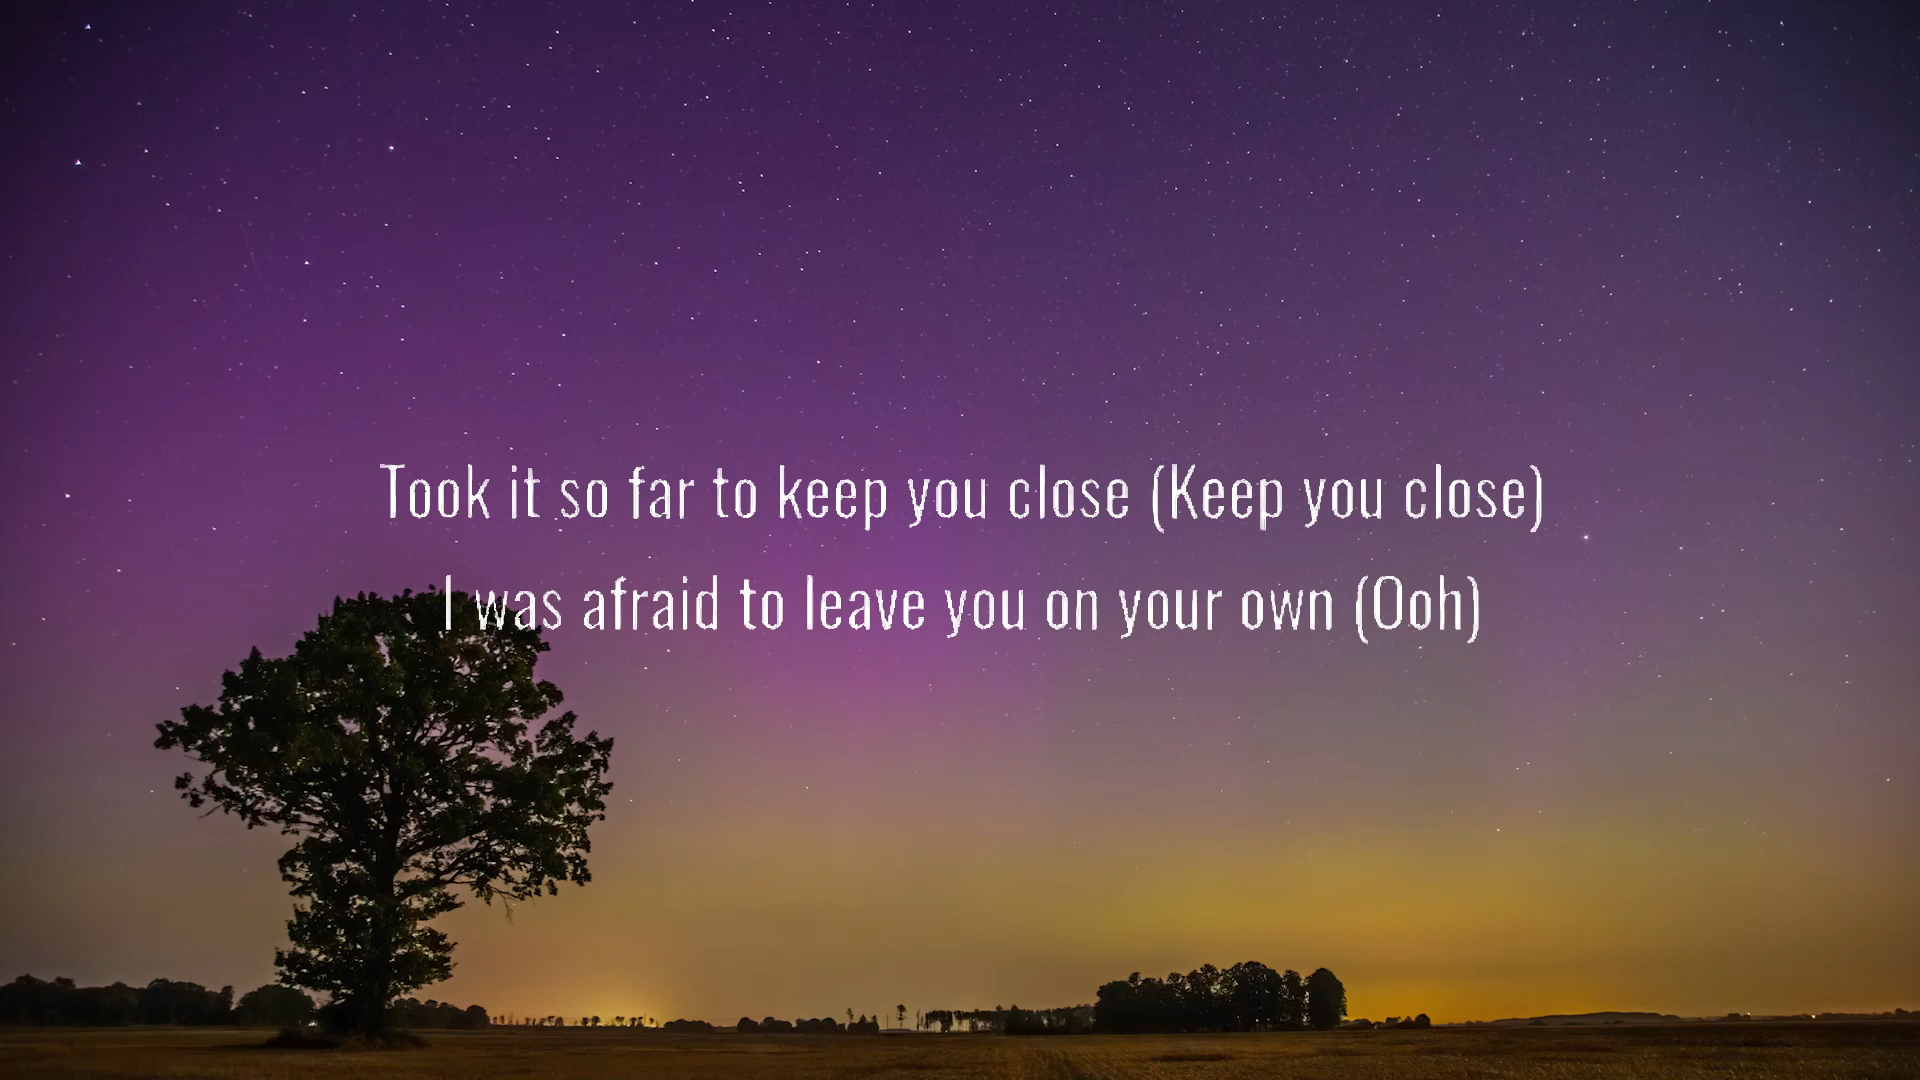 Took it so far to keep you close (Keep you close)
I was afraid to leave you on your own (Ooh)